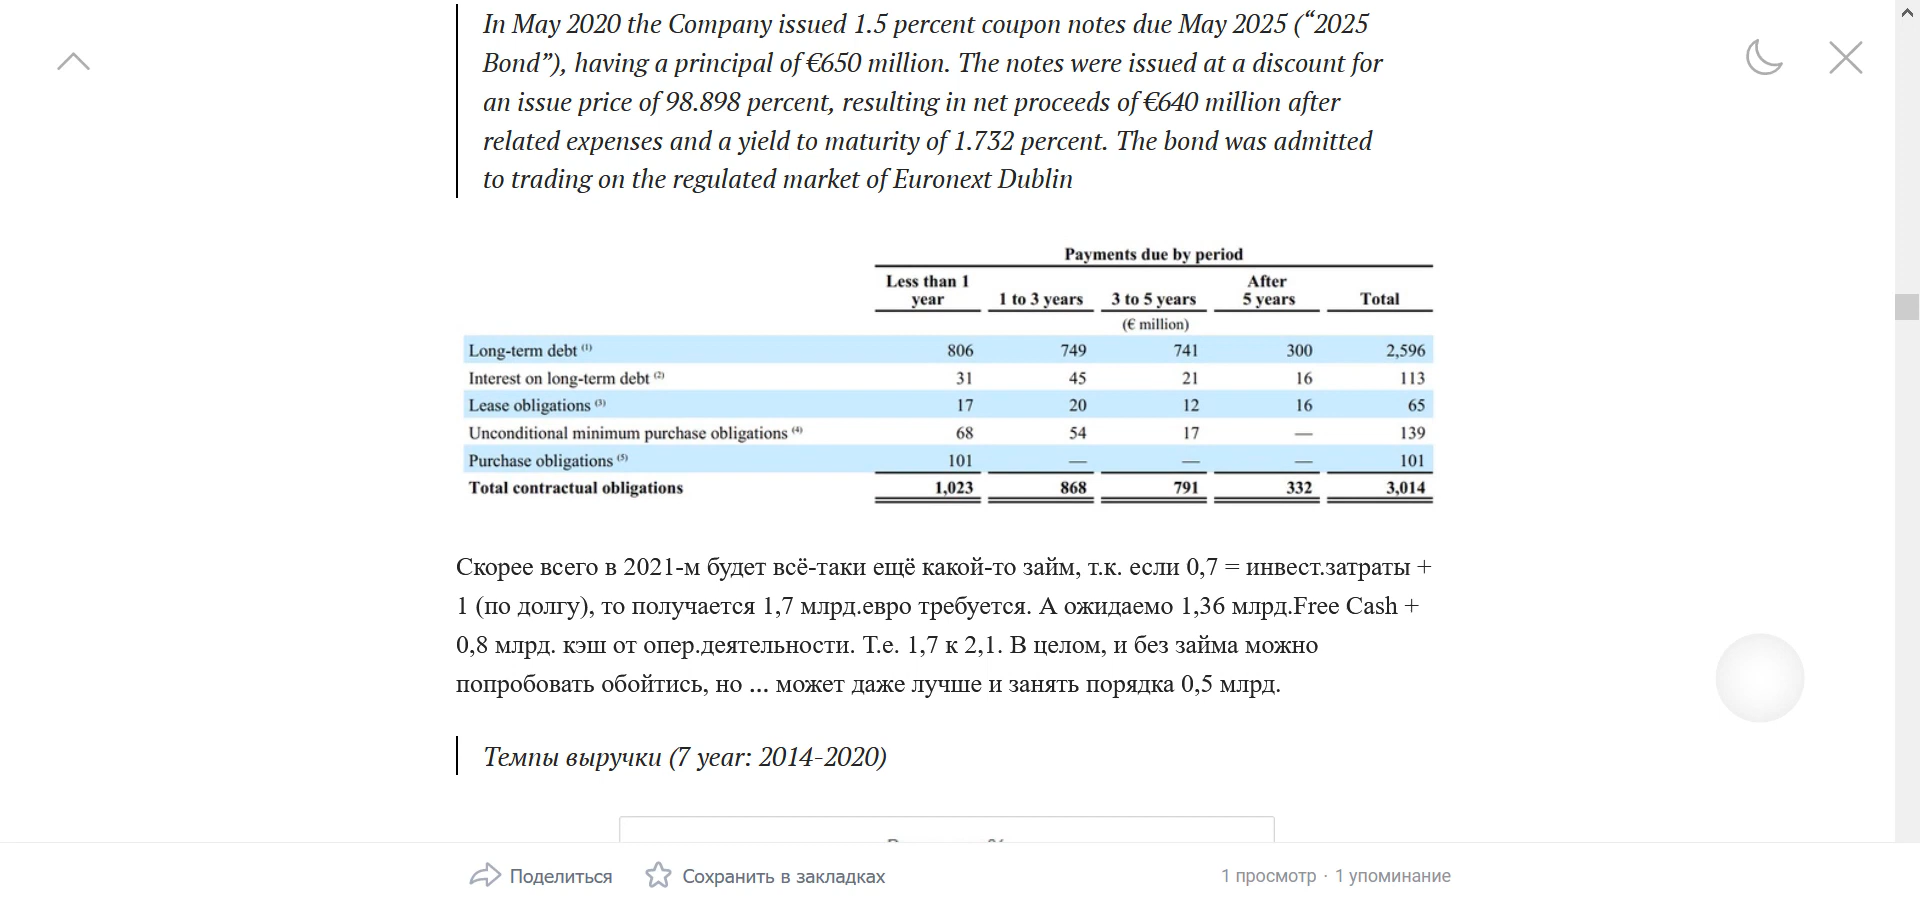 In May 2020 the Company issued 1.5 percent coupon notes due May 2025 (“2025
Bond”), having a principal of €650 million. The notes were issued at a discount for
an issue price of 98.898 percent, resulting in net proceeds of €640 million after
related expenses and a yield to maturity of 1.732 percent. The bond was admitted
to trading on the regulated market of Euronext Dublin
Payments due by period
Less than 1 year 1 to 3 years 3 to 5 years After 5 years Total
(€ million)
Long-term debt (1) 806 749 741 300 2,596
Interest on long-term debt (2) 31 45 21 16 113
Lease obligations (3) 17 20 12 16 65
Unconditional minimum purchase obligations (4) 68 54 17 — 139
Purchase obligations (5) 101 — — — 101
Total contractual obligations 1,023 868 791 332 3,014
Скорее всего в 2021-м будет всё-таки ещё какой-то займ, т.к. если 0,7 = инвест.затраты +
1 (по долгу), то получается 1,7 млрд.евро требуется. А ожидаемо 1,36 млрд.Free Cash +
0,8 млрд. кэш от опер.деятельности. Т.е. 1,7 к 2,1. В целом, и без займа можно
попробовать обойтись, но ... может даже лучше и занять порядка 0,5 млрд.
Темпы выручки (7 year: 2014-2020)
Поделиться Сохранить в закладках 1 просмотр · 1 упоминание